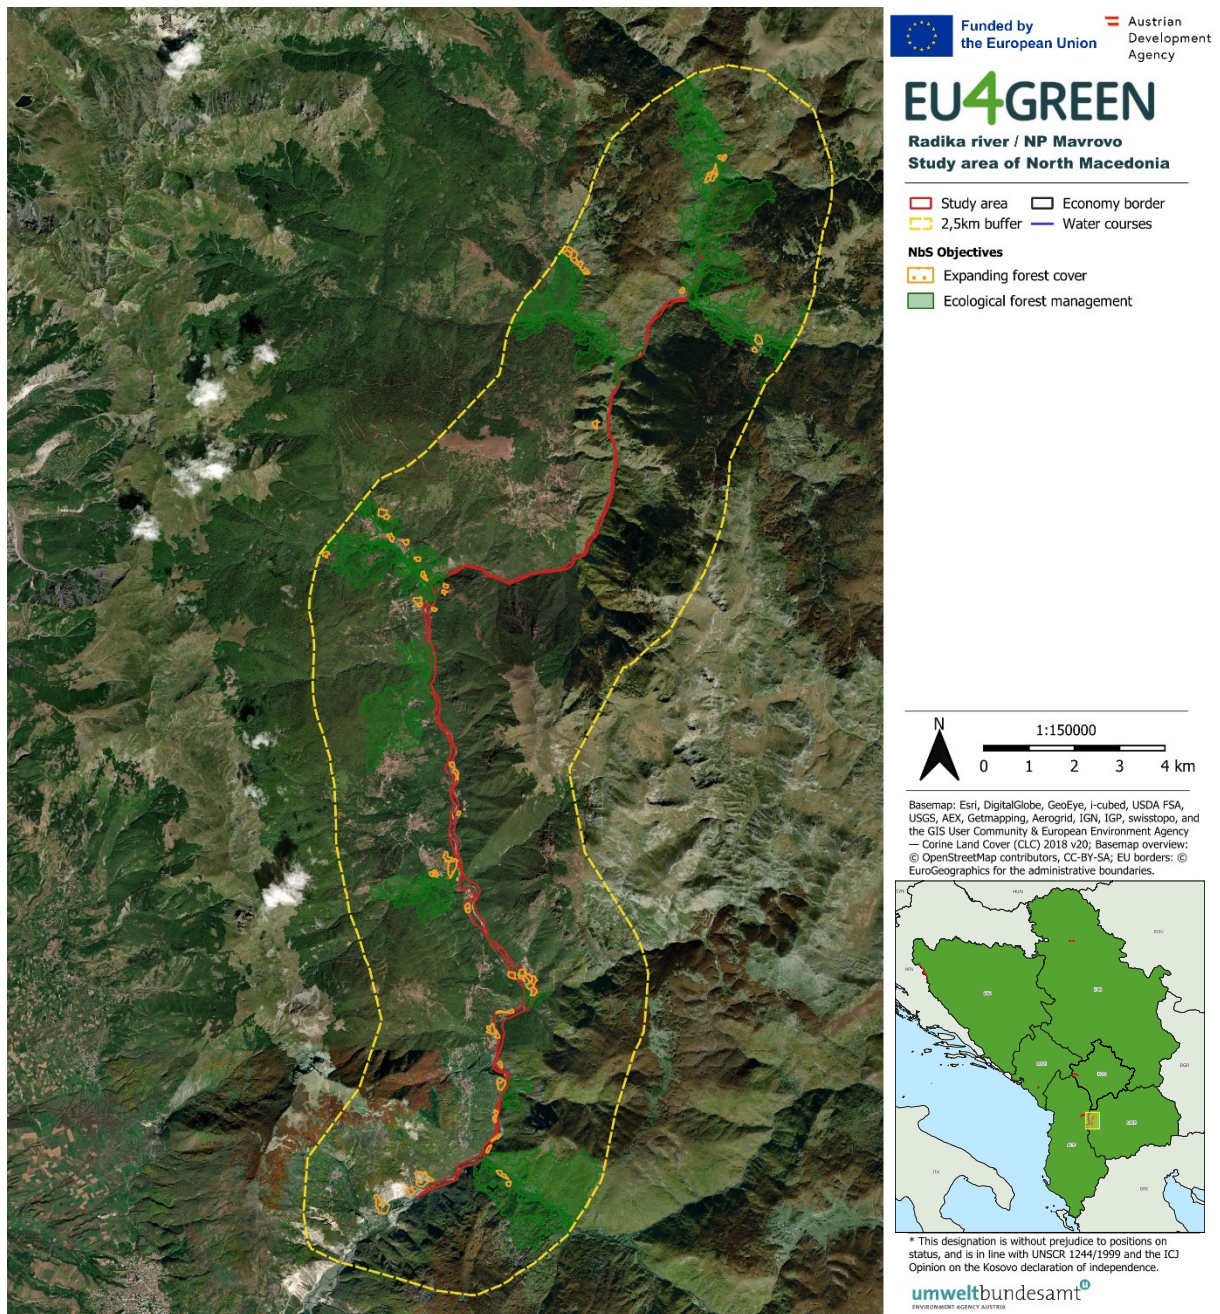 Funded by
the European Union
Austrian
Development
Agency
EU4GREEN
Radika river / NP Mavrovo
Study area of North Macedonia
Study area
Economy border
2,5km buffer
Water courses
NbS Objectives
Expanding forest cover
Ecological forest management
N
1:150000
0 1 2 3 4 km
Basemap: Esri, DigitalGlobe, GeoEye, i-cubed, USDA FSA,
USGS, AEX, Getmapping, Aerogrid, IGN, IGP, swisstopo, and
the GIS User Community & European Environment Agency
— Corine Land Cover (CLC) 2018 v20; Basemap overview:
© OpenStreetMap contributors, CC-BY-SA; EU borders: ©
EuroGeographics for the administrative boundaries.
HUN
ROU
HRV
BGR
ITA
GRC
* This designation is without prejudice to positions on
status, and is in line with UNSCR 1244/1999 and the ICJ
Opinion on the Kosovo declaration of independence.
umweltbundesamt
ENVIRONMENT AGENCY AUSTRIA